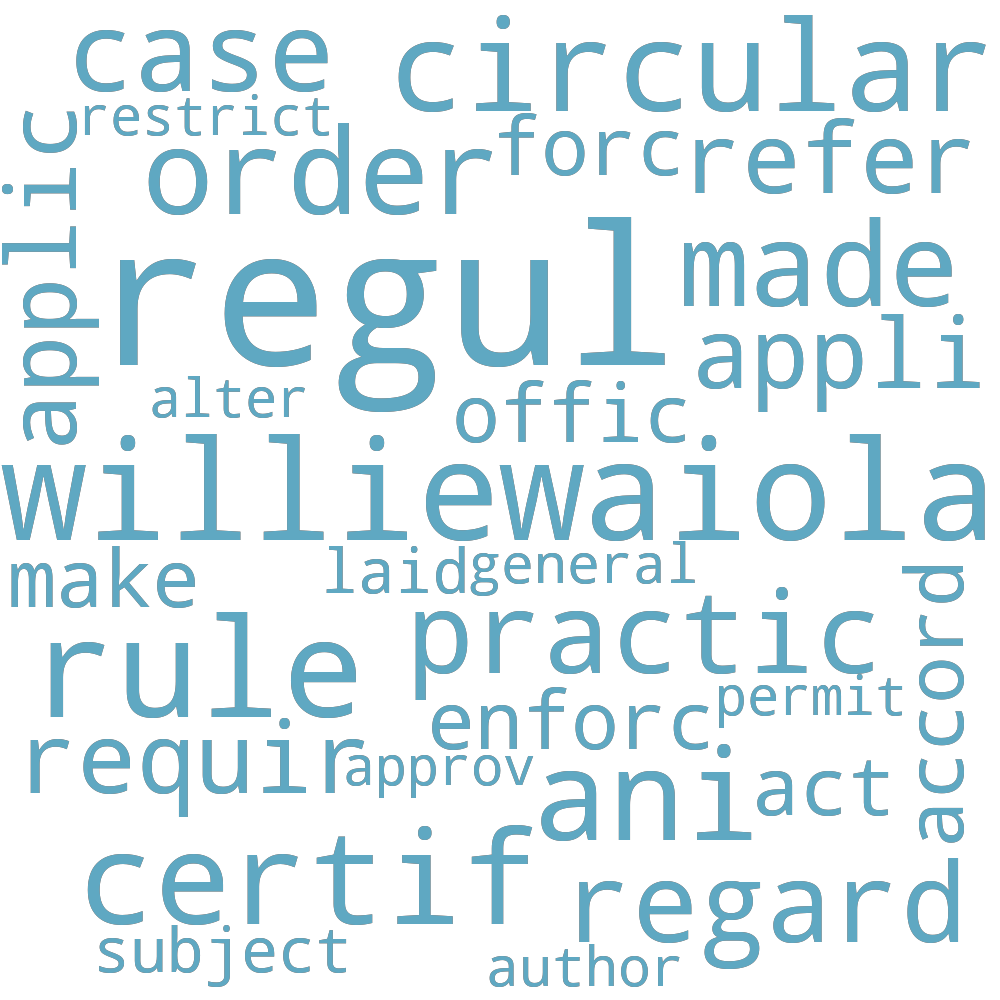 case circular
restrict
applic
order forc refer
regul made
appli
alter offic
williewaiola
make laid general
accord
rule practic
permit
requir enforc
approv ani act
certif regard
subject author